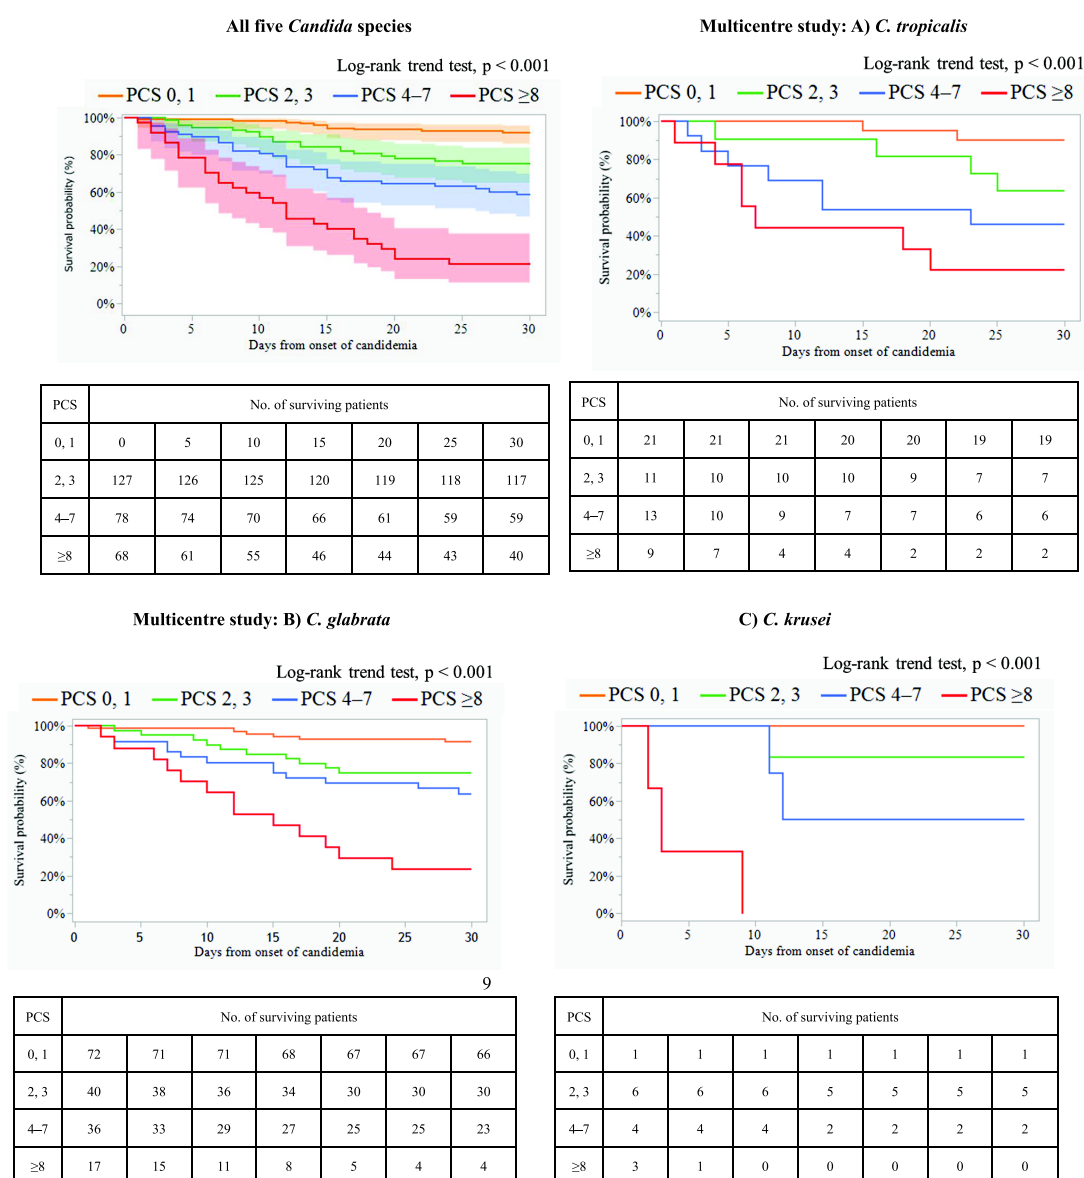 All five Candida species
Log-rank trend test, p < 0.001
PCS 0, 1 PCS 2, 3 PCS 4–7 PCS ≥8
100%
80%
60%
40%
20%
0%
Survival probability (%)
0 5 10 15 20 25 30
Days from onset of candidemia
PCS No. of surviving patients
0, 1 0 5 10 15 20 25 30
2, 3 127 126 125 120 119 118 117
4–7 78 74 70 66 61 59 59
≥8 68 61 55 46 44 43 40
Multicentre study: A) C. tropicalis
Log-rank trend test, p < 0.001
PCS 0, 1 PCS 2, 3 PCS 4–7 PCS ≥8
100%
80%
60%
40%
20%
0%
Survival probability (%)
0 5 10 15 20 25 30
Days from onset of candidemia
PCS No. of surviving patients
0, 1 21 21 21 20 20 19 19
2, 3 11 10 10 10 9 7 7
4–7 13 10 9 7 7 6 6
≥8 9 7 4 4 2 2 2
Multicentre study: B) C. glabrata
Log-rank trend test, p < 0.001
PCS 0, 1 PCS 2, 3 PCS 4–7 PCS ≥8
100%
80%
60%
40%
20%
0%
Survival probability (%)
0 5 10 15 20 25 30
Days from onset of candidemia
9
PCS No. of surviving patients
0, 1 72 71 71 68 67 67 66
2, 3 40 38 36 34 30 30 30
4–7 36 33 29 27 25 25 23
≥8 17 15 11 8 5 4 4
C) C. krusei
Log-rank trend test, p < 0.001
PCS 0, 1 PCS 2, 3 PCS 4–7 PCS ≥8
100%
80%
60%
40%
20%
0%
Survival probability (%)
0 5 10 15 20 25 30
Days from onset of candidemia
PCS No. of surviving patients
0, 1 1 1 1 1 1 1 1
2, 3 6 6 6 5 5 5 5
4–7 4 4 4 2 2 2 2
≥8 3 1 0 0 0 0 0